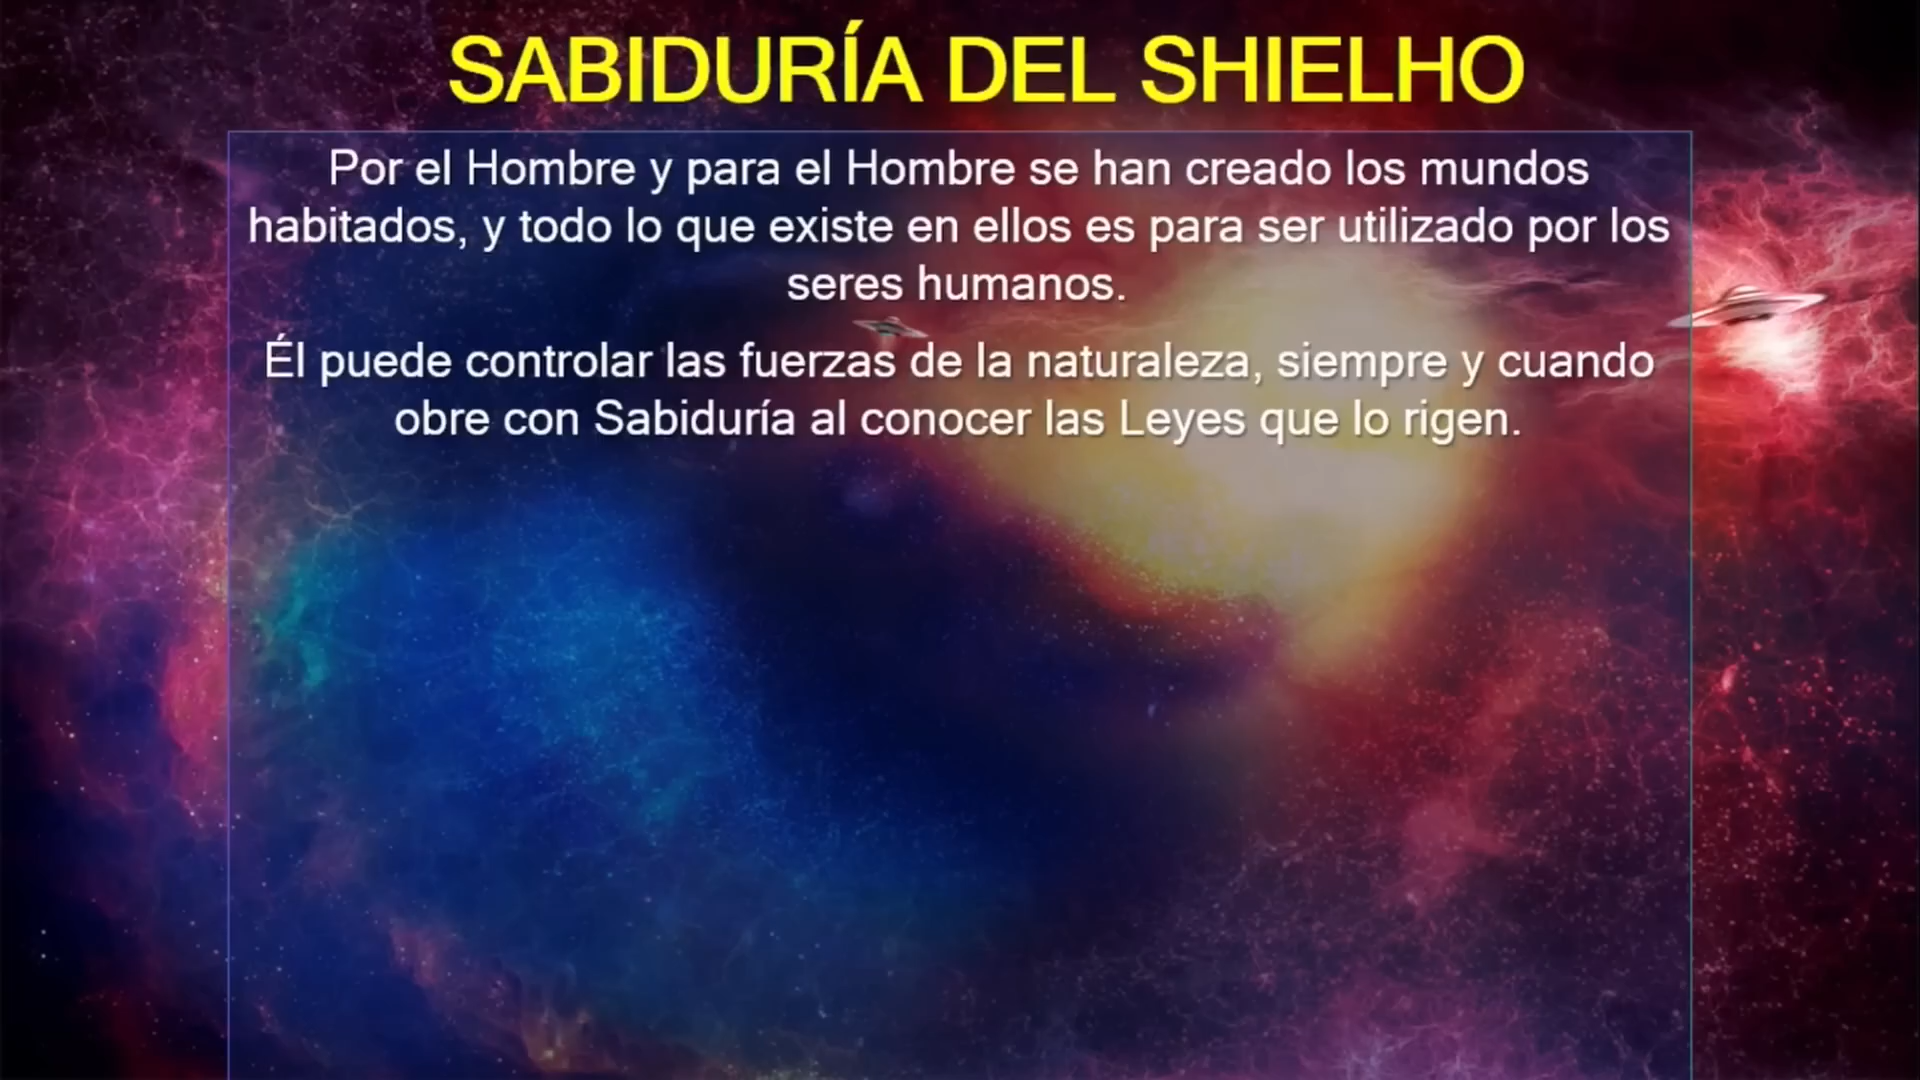 SABIDURÍA DEL SHIELHO
Por el Hombre y para el Hombre se han creado los mundos
habitados, y todo lo que existe en ellos es para ser utilizado por los
seres humanos.
Él puede controlar las fuerzas de la naturaleza, siempre y cuando
obre con Sabiduría al conocer las Leyes que lo rigen.